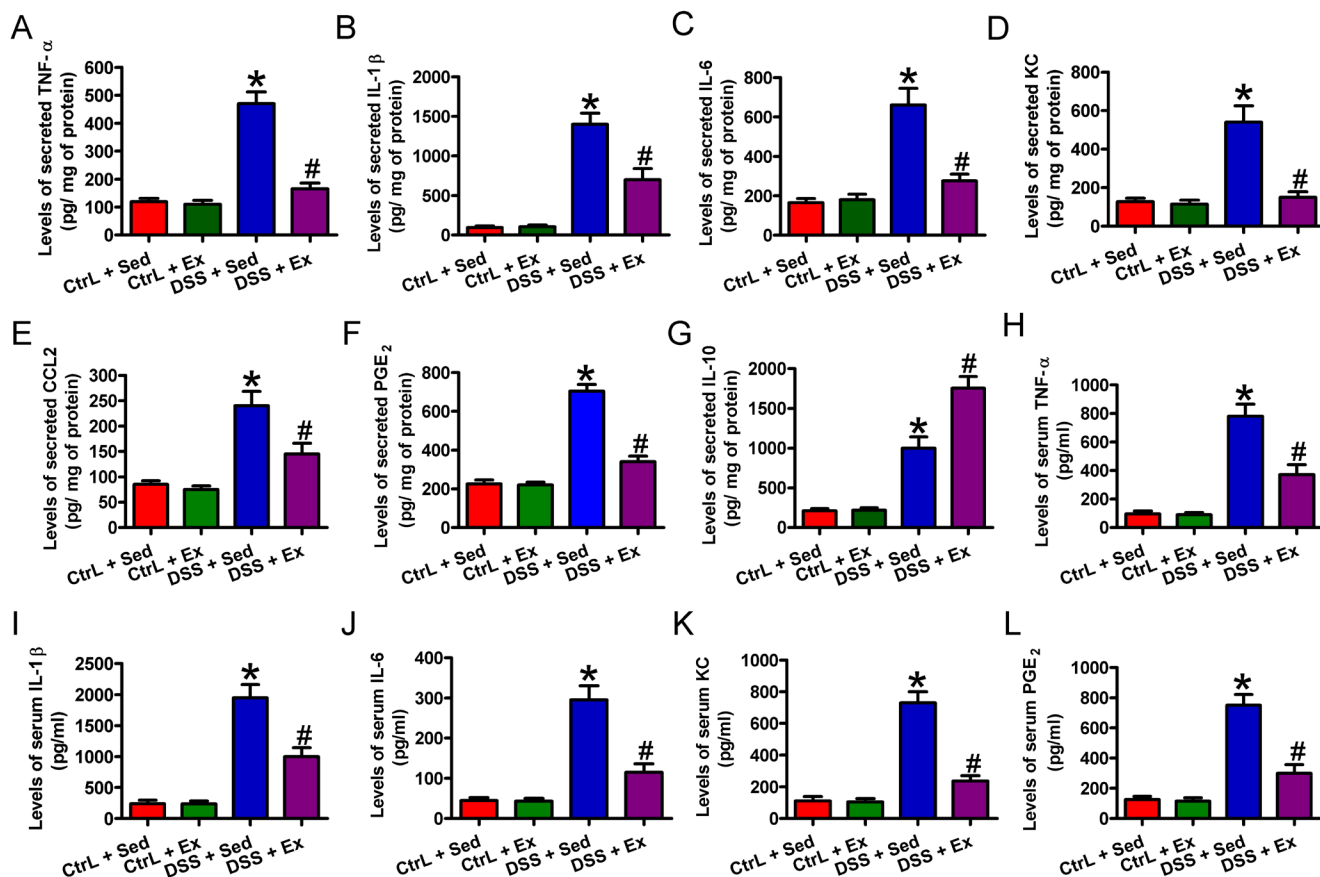 A
Levels of secreted TNF-α
(pg/ mg of protein)
600
500
400
300
200
100
0
*
#
CtrL + Sed
Ctrl + Ex
DSS + Sed
DSS + Ex
B
Levels of secreted IL-1β
(pg/ mg of protein)
2000
1500
1000
500
0
*
#
CtrL + Sed
Ctrl + Ex
DSS + Sed
DSS + Ex
C
Levels of secreted IL-6
(pg/ mg of protein)
800
600
400
200
0
*
#
CtrL + Sed
Ctrl + Ex
DSS + Sed
DSS + Ex
D
Levels of secreted KC
(pg/ mg of protein)
800
600
400
200
0
*
#
CtrL + Sed
Ctrl + Ex
DSS + Sed
DSS + Ex
E
Levels of secreted CCL2
(pg/ mg of protein)
300
250
200
150
100
50
0
*
#
CtrL + Sed
Ctrl + Ex
DSS + Sed
DSS + Ex
F
Levels of secreted PGE₂
(pg/ mg of protein)
800
600
400
200
0
*
#
CtrL + Sed
Ctrl + Ex
DSS + Sed
DSS + Ex
G
Levels of secreted IL-10
(pg/ mg of protein)
2000
1500
1000
500
0
*
#
CtrL + Sed
Ctrl + Ex
DSS + Sed
DSS + Ex
H
Levels of serum TNF-α
(pg/ml)
1000
800
600
400
200
0
*
#
CtrL + Sed
Ctrl + Ex
DSS + Sed
DSS + Ex
I
Levels of serum IL-1β
(pg/ml)
2500
2000
1500
1000
500
0
*
#
CtrL + Sed
Ctrl + Ex
DSS + Sed
DSS + Ex
J
Levels of serum IL-6
(pg/ml)
400
300
200
100
0
*
#
CtrL + Sed
Ctrl + Ex
DSS + Sed
DSS + Ex
K
Levels of serum KC
(pg/ml)
1000
800
600
400
200
0
*
#
CtrL + Sed
Ctrl + Ex
DSS + Sed
DSS + Ex
L
Levels of serum PGE₂
(pg/ml)
1000
800
600
400
200
0
*
#
CtrL + Sed
Ctrl + Ex
DSS + Sed
DSS + Ex